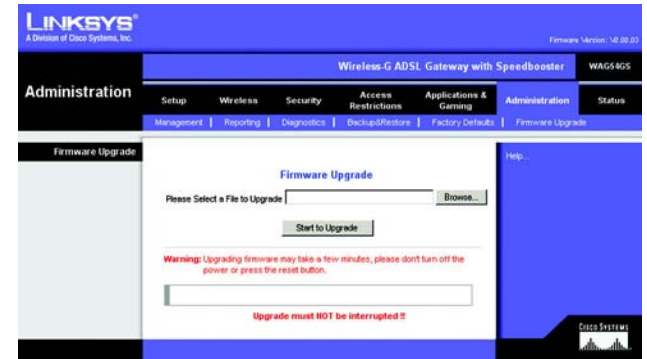 LINKSYS®
A Division of Cisco Systems, Inc.
Firmware Version: V0.00.03
Wireless-G ADSL Gateway with Speedbooster
WAG54GS
Administration
Setup
Wireless
Security
Access Restrictions
Applications & Gaming
Administration
Status
Management | Reporting | Diagnostics | Backup&Restore | Factory Defaults | Firmware Upgrade
Firmware Upgrade
Help...
Firmware Upgrade
Please Select a File to Upgrade
Browse...
Start to Upgrade
Warning: Upgrading firmware may take a few minutes, please don't turn off the
power or press the reset button.
Upgrade must NOT be interrupted !!
CISCO SYSTEMS